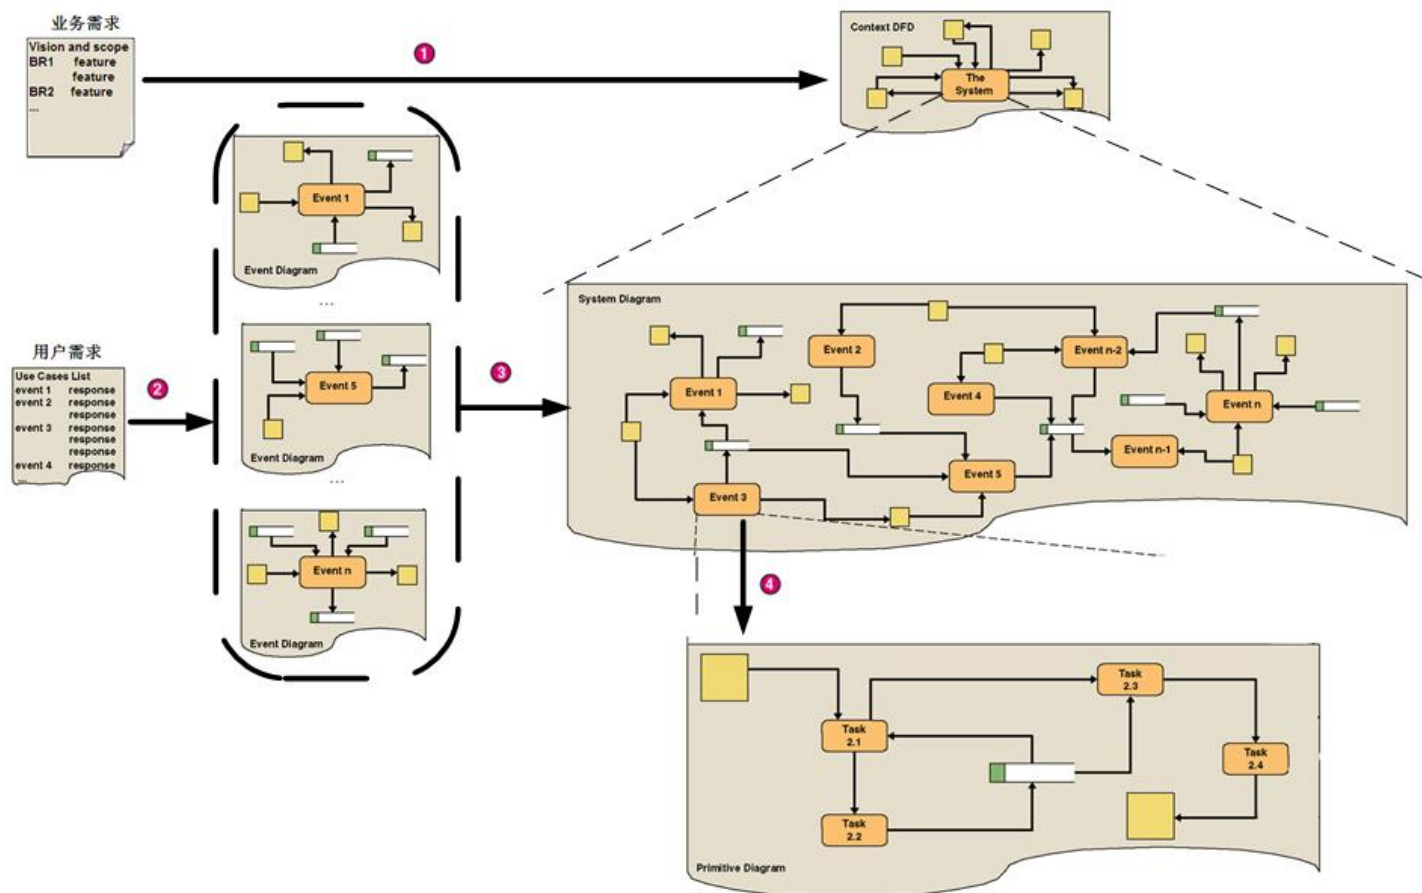 业务需求
Vision and scope
BR1 feature
feature
BR2 feature
...
1
Context DFD
The
System
Event 1
Event Diagram
...
Event 5
Event Diagram
...
Event n
Event Diagram
用户需求
Use Cases List
event 1 response
event 2 response
response
event 3 response
response
response
event 4 response
...
2
3
System Diagram
Event 1
Event 2
Event n-2
Event 4
Event n
Event n-1
Event 5
Event 3
4
Task
2.1
Task
2.2
Task
2.3
Task
2.4
Primitive Diagram